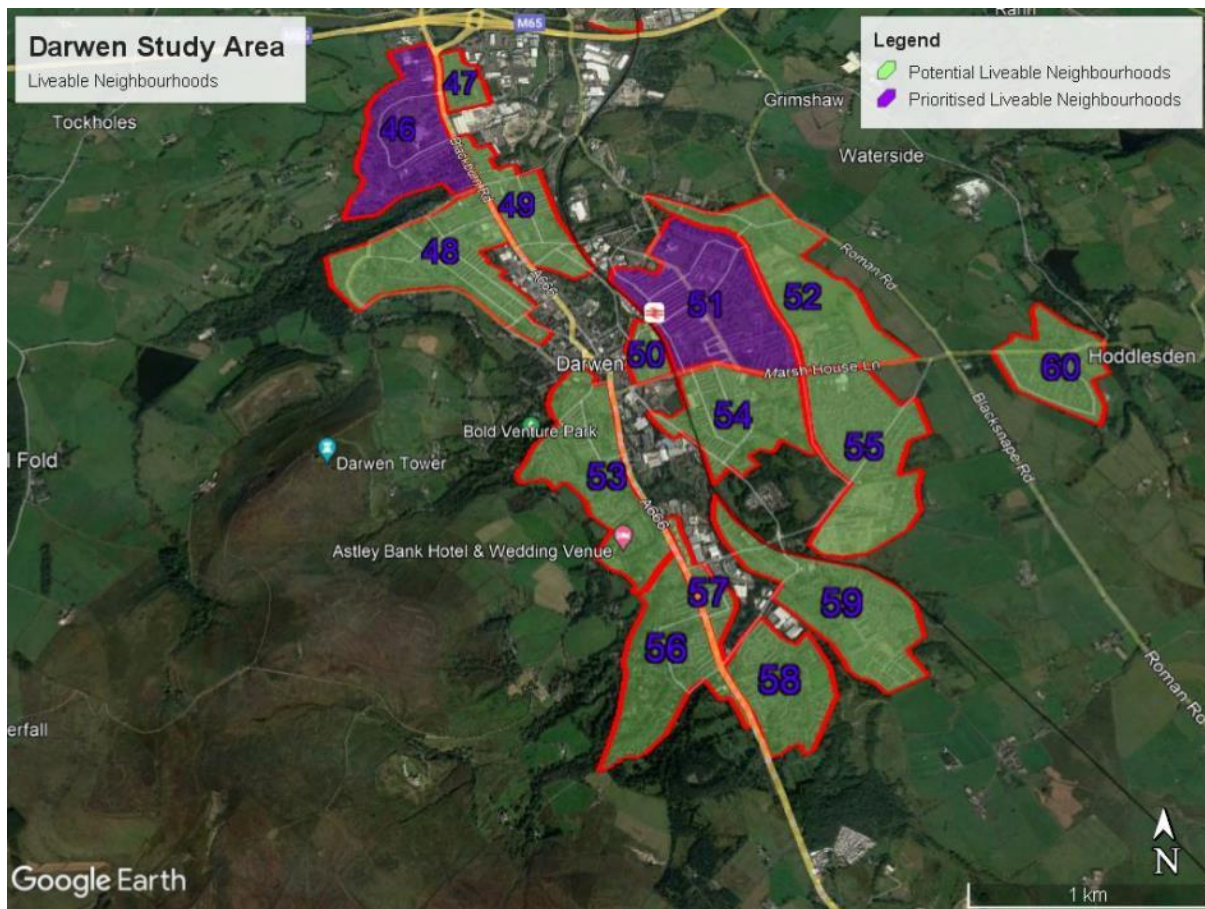 Darwen Study Area
Liveable Neighbourhoods
Legend
Potential Liveable Neighbourhoods
Prioritised Liveable Neighbourhoods
M65
Tockholes
Grimshaw
Waterside
47
46
Blackburn Rd
49
48
A666
Roman Rd
52
51
50
Darwen
Marsh House Ln
60
Hoddlesden
54
Bold Venture Park
Blacksnape Rd
55
l Fold
Darwen Tower
53
A666
Astley Bank Hotel & Wedding Venue
57
59
56
58
Roman Rd
erfall
N
Google Earth
1 km